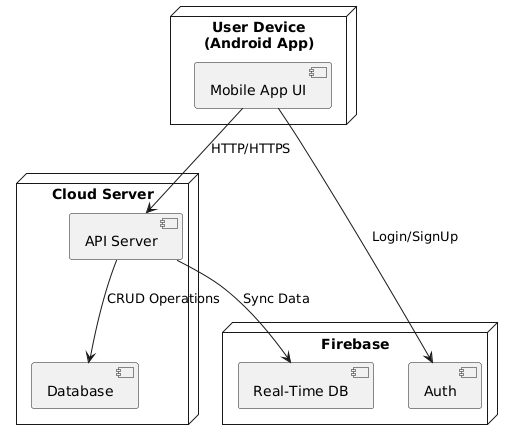 User Device
(Android App)
Mobile App UI
HTTP/HTTPS
Cloud Server
API Server
Login/SignUp
CRUD Operations
Sync Data
Firebase
Database
Real-Time DB
Auth